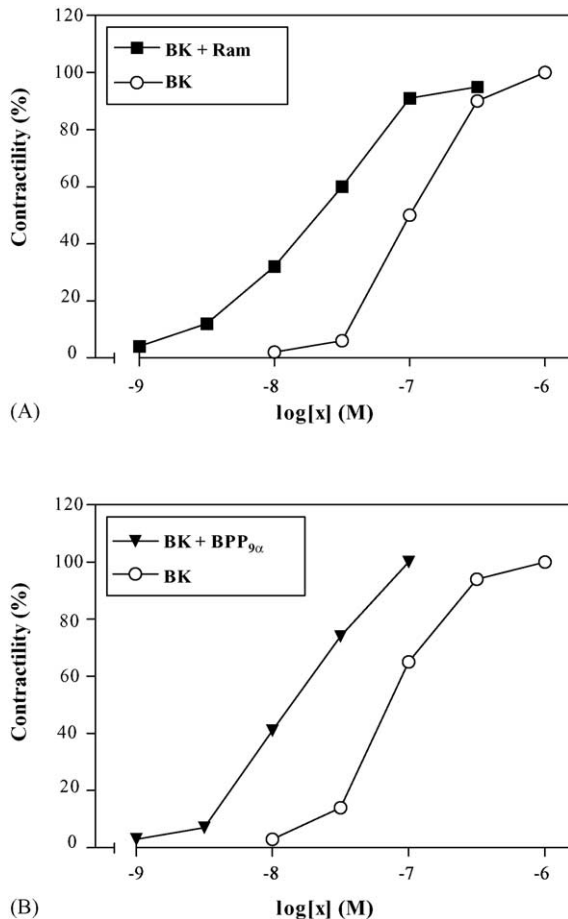 120
100
80
60
40
20
0
Contractility (%)
BK + Ram
BK
-9 -8 -7 -6
log[x] (M)
(A)
120
100
80
60
40
20
0
Contractility (%)
BK + BPP9α
BK
-9 -8 -7 -6
log[x] (M)
(B)